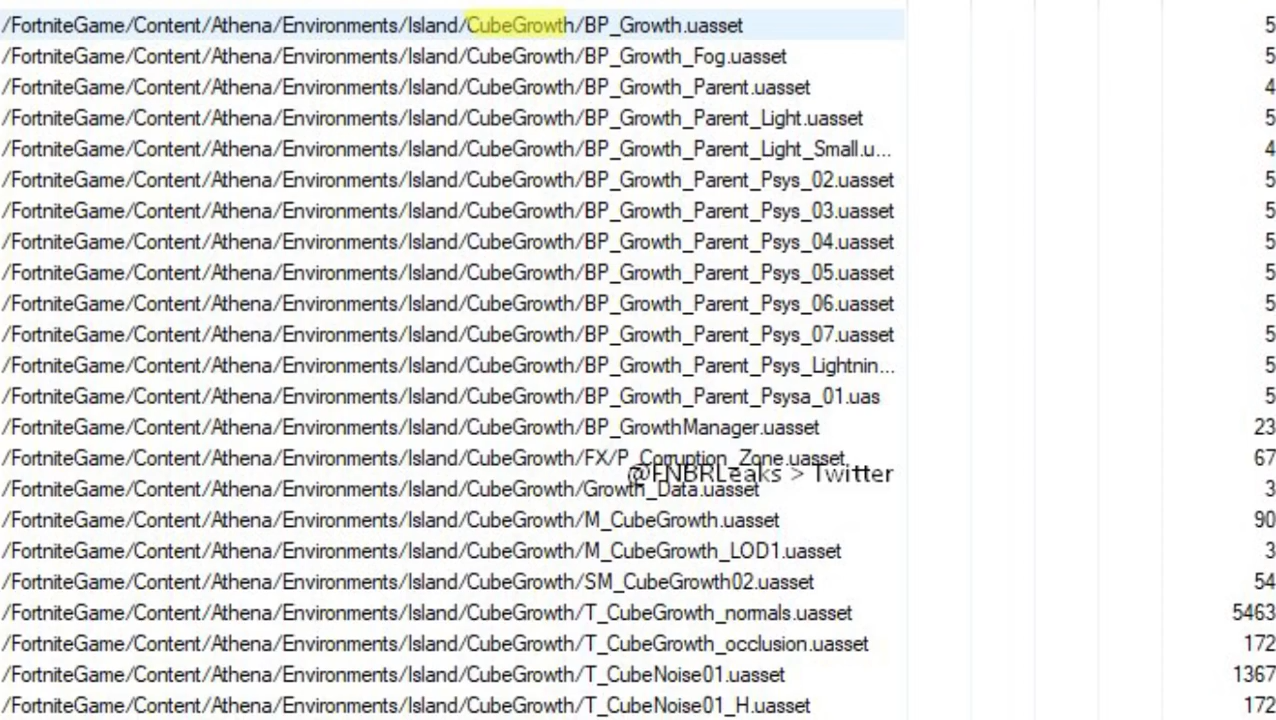 /FortniteGame/Content/Athena/Environments/Island/CubeGrowth/BP_Growth.uasset 5
/FortniteGame/Content/Athena/Environments/Island/CubeGrowth/BP_Growth_Fog.uasset 5
/FortniteGame/Content/Athena/Environments/Island/CubeGrowth/BP_Growth_Parent.uasset 4
/FortniteGame/Content/Athena/Environments/Island/CubeGrowth/BP_Growth_Parent_Light.uasset 5
/FortniteGame/Content/Athena/Environments/Island/CubeGrowth/BP_Growth_Parent_Light_Small.u... 4
/FortniteGame/Content/Athena/Environments/Island/CubeGrowth/BP_Growth_Parent_Psys_02.uasset 5
/FortniteGame/Content/Athena/Environments/Island/CubeGrowth/BP_Growth_Parent_Psys_03.uasset 5
/FortniteGame/Content/Athena/Environments/Island/CubeGrowth/BP_Growth_Parent_Psys_04.uasset 5
/FortniteGame/Content/Athena/Environments/Island/CubeGrowth/BP_Growth_Parent_Psys_05.uasset 5
/FortniteGame/Content/Athena/Environments/Island/CubeGrowth/BP_Growth_Parent_Psys_06.uasset 5
/FortniteGame/Content/Athena/Environments/Island/CubeGrowth/BP_Growth_Parent_Psys_07.uasset 5
/FortniteGame/Content/Athena/Environments/Island/CubeGrowth/BP_Growth_Parent_Psys_Lightnin... 5
/FortniteGame/Content/Athena/Environments/Island/CubeGrowth/BP_Growth_Parent_Psysa_01.uas 5
/FortniteGame/Content/Athena/Environments/Island/CubeGrowth/BP_GrowthManager.uasset 23
/FortniteGame/Content/Athena/Environments/Island/CubeGrowth/FX/P_Corruption_Zone.uasset 67
@FNBRLeaks > Twitter
/FortniteGame/Content/Athena/Environments/Island/CubeGrowth/Growth_Data.uasset 3
/FortniteGame/Content/Athena/Environments/Island/CubeGrowth/M_CubeGrowth.uasset 90
/FortniteGame/Content/Athena/Environments/Island/CubeGrowth/M_CubeGrowth_LOD1.uasset 3
/FortniteGame/Content/Athena/Environments/Island/CubeGrowth/SM_CubeGrowth02.uasset 54
/FortniteGame/Content/Athena/Environments/Island/CubeGrowth/T_CubeGrowth_normals.uasset 5463
/FortniteGame/Content/Athena/Environments/Island/CubeGrowth/T_CubeGrowth_occlusion.uasset 172
/FortniteGame/Content/Athena/Environments/Island/CubeGrowth/T_CubeNoise01.uasset 1367
/FortniteGame/Content/Athena/Environments/Island/CubeGrowth/T_CubeNoise01_H.uasset 172